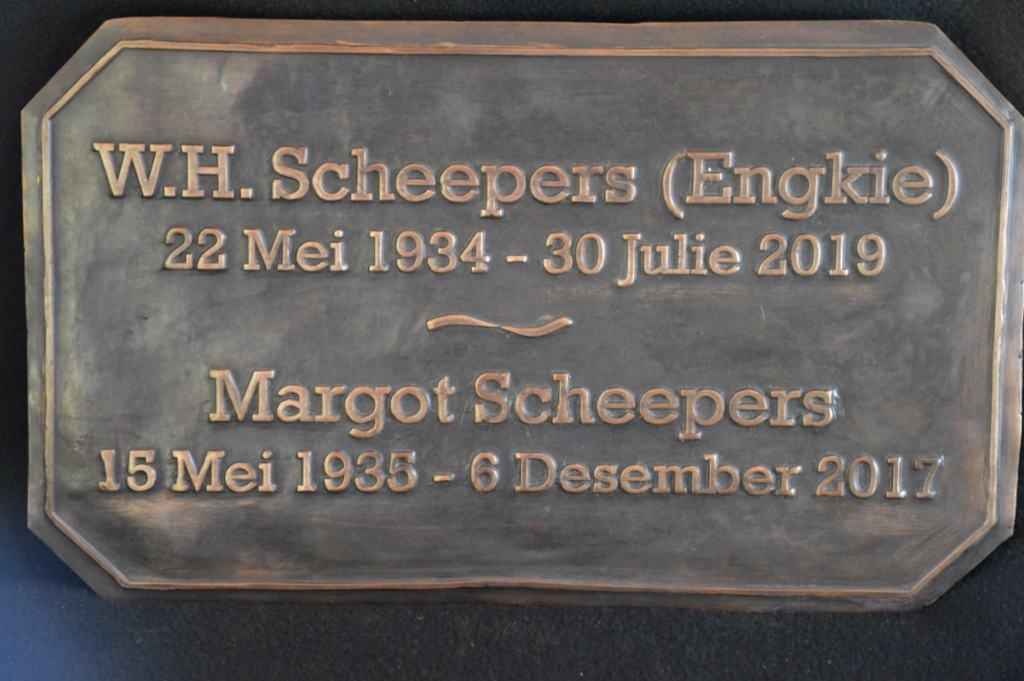 W.H. Scheepers (Engkie)
22 Mei 1934 - 30 Julie 2019
Margot Scheepers
15 Mei 1935 - 6 Desember 2017